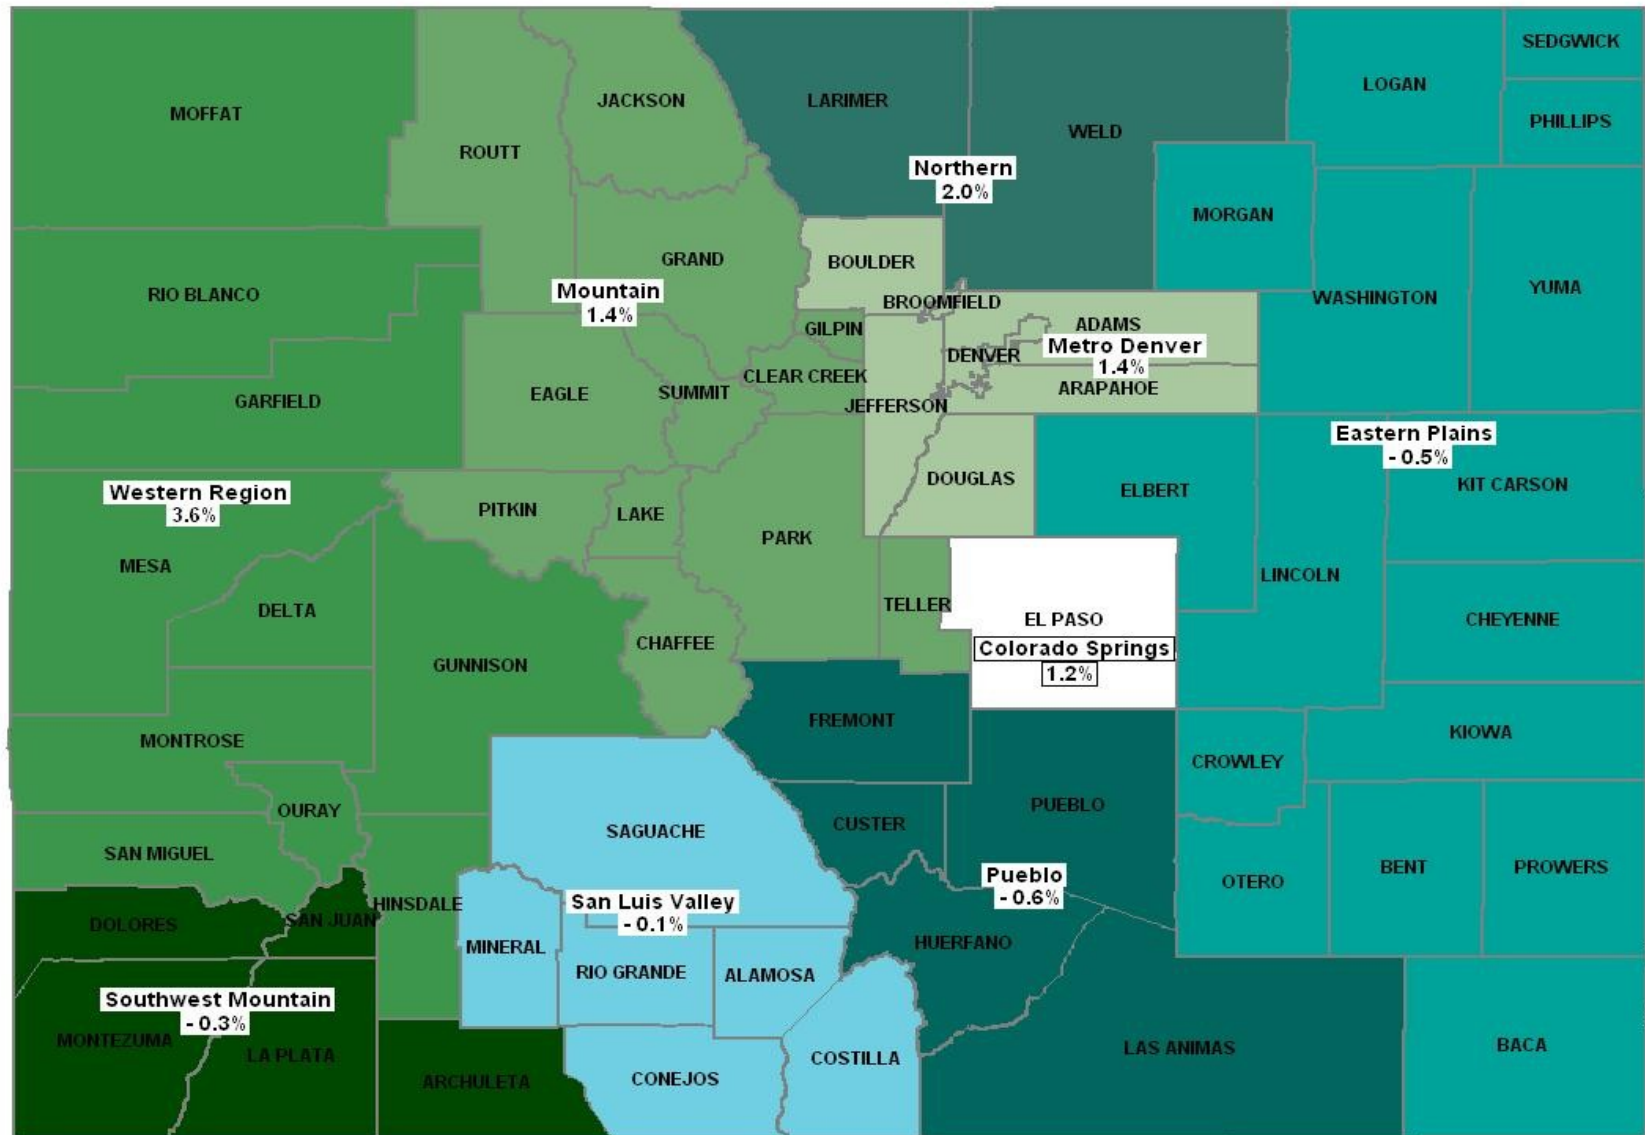 SEDGWICK
LOGAN
JACKSON
LARIMER
MOFFAT
PHILLIPS
WELD
ROUTT
Northern
2.0%
MORGAN
GRAND
BOULDER
RIO BLANCO
Mountain
1.4%
BROOMFIELD
WASHINGTON
YUMA
GILPIN
ADAMS
DENVER
Metro Denver
1.4%
CLEAR CREEK
ARAPAHOE
EAGLE
SUMMIT
GARFIELD
JEFFERSON
Eastern Plains
- 0.5%
DOUGLAS
ELBERT
KIT CARSON
Western Region
3.6%
PITKIN
LAKE
PARK
MESA
LINCOLN
DELTA
TELLER
EL PASO
CHEYENNE
Colorado Springs
1.2%
CHAFFEE
GUNNISON
FREMONT
KIOWA
MONTROSE
CROWLEY
OURAY
PUEBLO
SAGUACHE
CUSTER
SAN MIGUEL
BENT
PROWERS
Pueblo
- 0.6%
OTERO
San Luis Valley
- 0.1%
HINSDALE
DOLORES
SAN JUAN
MINERAL
HUERFANO
RIO GRANDE
ALAMOSA
Southwest Mountain
- 0.3%
MONTEZUMA
LA PLATA
LAS ANIMAS
BACA
COSTILLA
CONEJOS
ARCHULETA